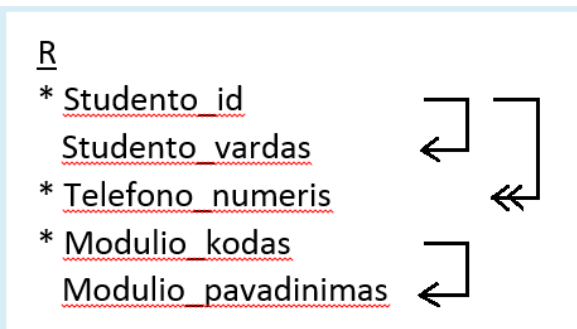 R
* Studento_id
Studento_vardas
* Telefono_numeris
* Modulio_kodas
Modulio_pavadinimas